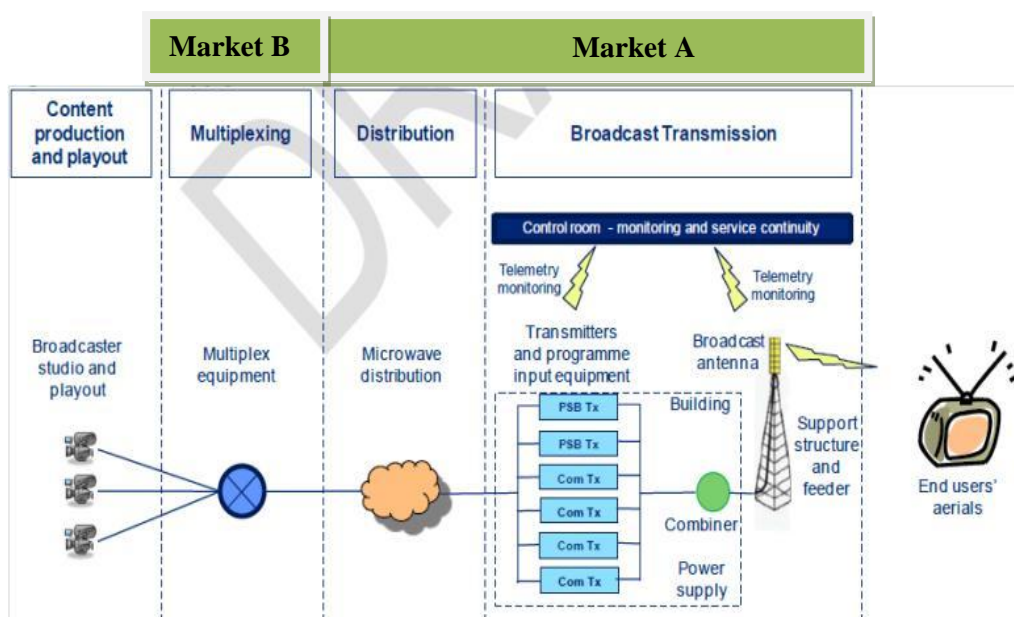 Market B
Market A
Content
production
and playout
Multiplexing
Distribution
Broadcast Transmission
Control room - monitoring and service continuity
Telemetry
monitoring
Telemetry
monitoring
Broadcaster
studio and
playout
Multiplex
equipment
Microwave
distribution
Transmitters
and programme
input equipment
Broadcast
antenna
PSB Tx
PSB Tx
Com Tx
Com Tx
Com Tx
Com Tx
Building
Combiner
Power
supply
Support
structure
and
feeder
End users'
aerials